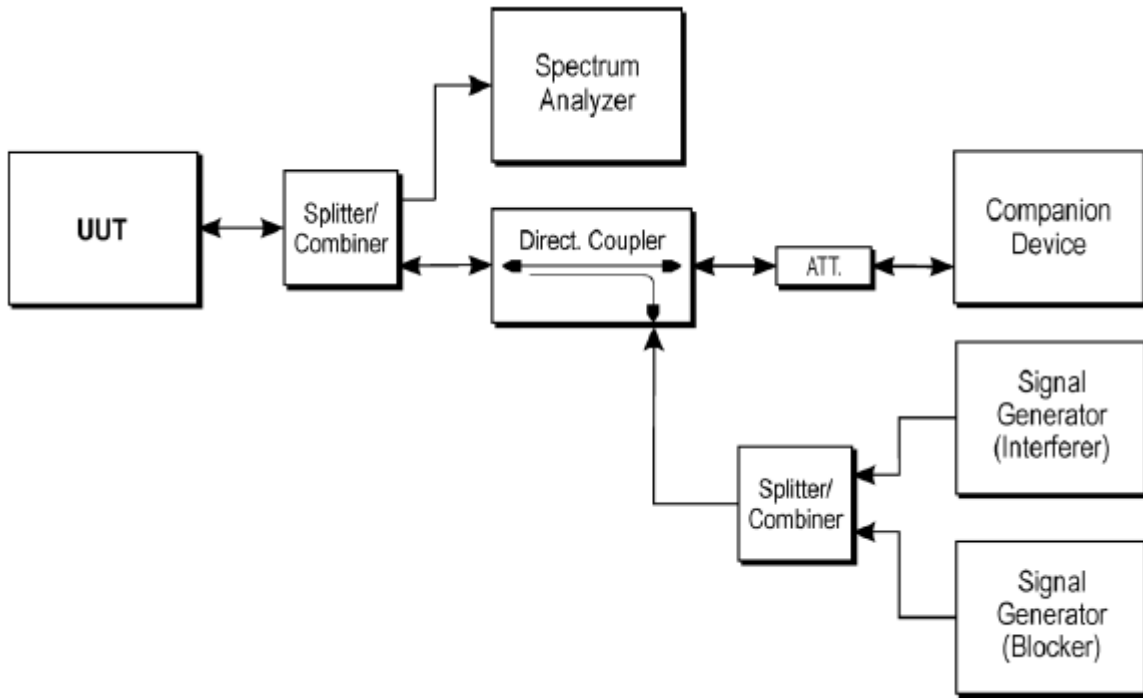 Spectrum
Analyzer
UUT
Splitter/
Combiner
Direct. Coupler
ATT.
Companion
Device
Signal
Generator
(Interferer)
Splitter/
Combiner
Signal
Generator
(Blocker)